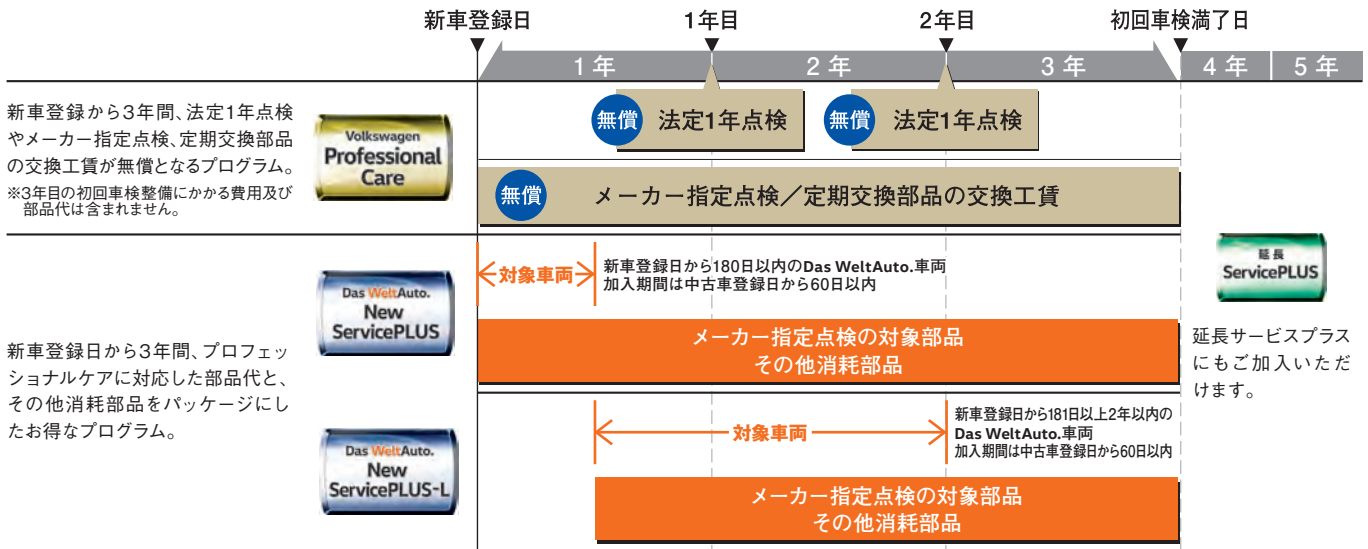 新車登録日
1年目
2年目
初回車検満了日
1 年
2 年
3 年
4 年
5 年
新車登録から3年間、法定1年点検
やメーカー指定点検、定期交換部品
の交換工賃が無償となるプログラム。
※3年目の初回車検整備にかかる費用及び
部品代は含まれません。
Volkswagen
Professional
Care
無償
法定1年点検
無償
法定1年点検
無償
メーカー指定点検／定期交換部品の交換工賃
新車登録日から3年間、プロフェッ
ショナルケアに対応した部品代と、
その他消耗部品をパッケージにし
たお得なプログラム。
Das WeltAuto.
New
ServicePLUS
対象車両
新車登録日から180日以内のDas WeltAuto.車両
加入期間は中古車登録日から60日以内
メーカー指定点検の対象部品
その他消耗部品
Das WeltAuto.
New
ServicePLUS-L
対象車両
新車登録日から181日以上2年以内の
Das WeltAuto.車両
加入期間は中古車登録日から60日以内
メーカー指定点検の対象部品
その他消耗部品
延長
ServicePLUS
延長サービスプラス
にもご加入いただ
けます。